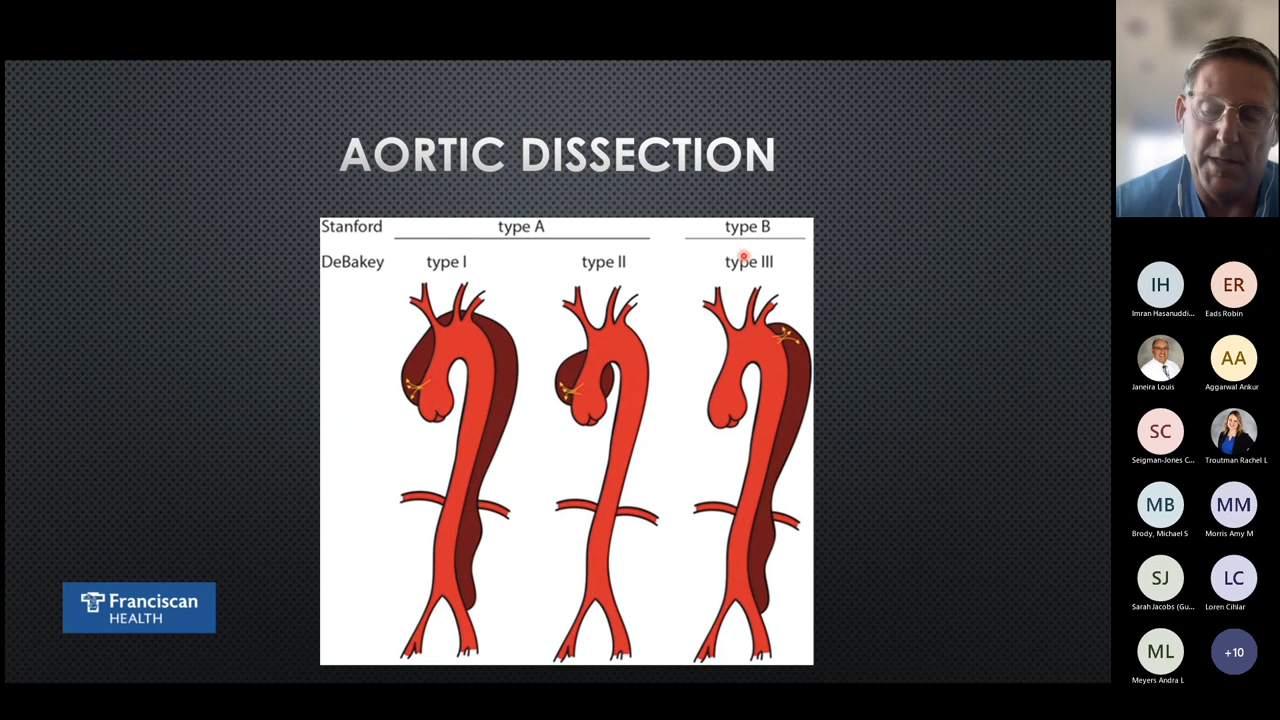 AORTIC DISSECTION
Stanford type A type B
DeBakey type I type II type III
Franciscan
HEALTH
IH ER
Imran Hasanuddi... Eads Robin
AA
Janeira Louis Aggarwal Ankur
SC
Seigman-Jones C... Troutman Rachel L
MB MM
Brody, Michael S Morris Amy M
SJ LC
Sarah Jacobs (Gu... Loren Cihlar
ML +10
Meyers Andra L